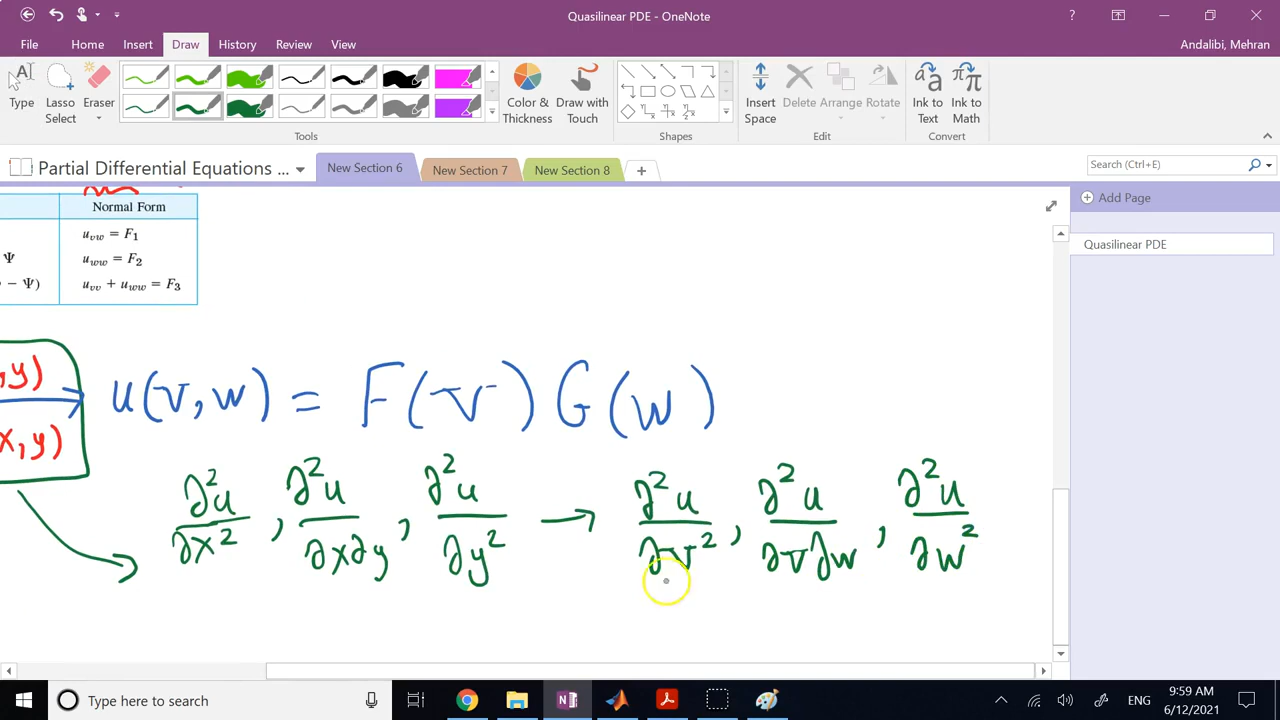 Quasilinear PDE - OneNote
Andalibi, Mehran
File Home Insert Draw History Review View
Type Lasso Select Eraser Color & Thickness Draw with Touch Insert Space Delete Arrange Rotate Ink to Text Ink to Math
Tools Shapes Edit Convert
Partial Differential Equations ... New Section 6 New Section 7 New Section 8 Search (Ctrl+E)
Add Page
Quasilinear PDE
Normal Form
u_vw = F₁
Ψ u_ww = F₂
− Ψ) u_vv + u_ww = F₃
,y)
x, y)
u(v, w) = F(v) G(w)
∂²u/∂x² , ∂²u/∂x∂y , ∂²u/∂y² → ∂²u/∂v² , ∂²u/∂v∂w , ∂²u/∂w²
Type here to search
ENG
9:59 AM
6/12/2021